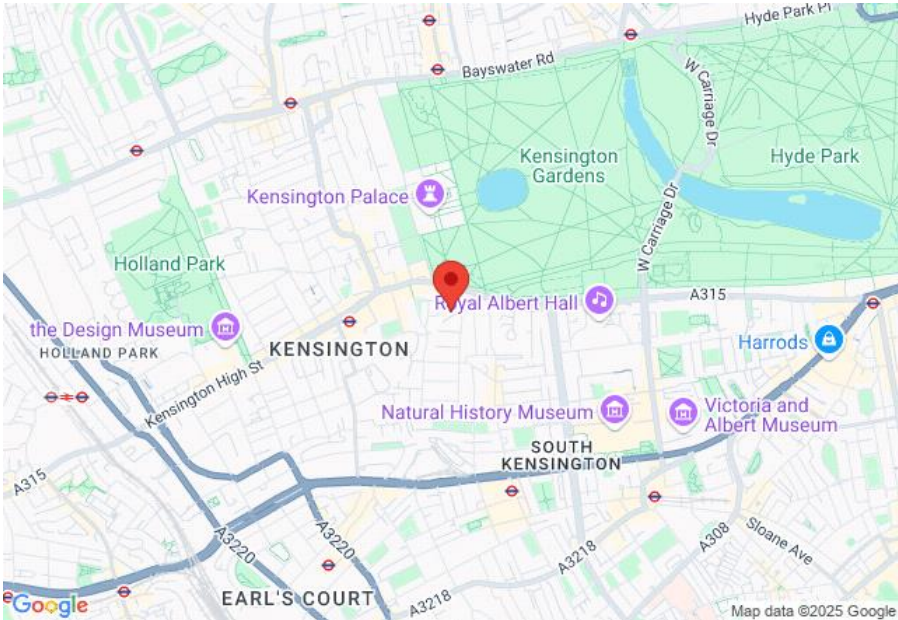 Hyde Park Pl
Bayswater Rd
W Carriage Dr
Kensington
Gardens
Hyde Park
Kensington Palace
W Carriage Dr
Holland Park
Royal Albert Hall
A315
the Design Museum
HOLLAND PARK
KENSINGTON
Harrods
Kensington High St
Natural History Museum
Victoria and
Albert Museum
SOUTH
KENSINGTON
A315
A3220
A3220
A308
Sloane Ave
A3218
EARL'S COURT
A3218
Google
Map data ©2025 Google